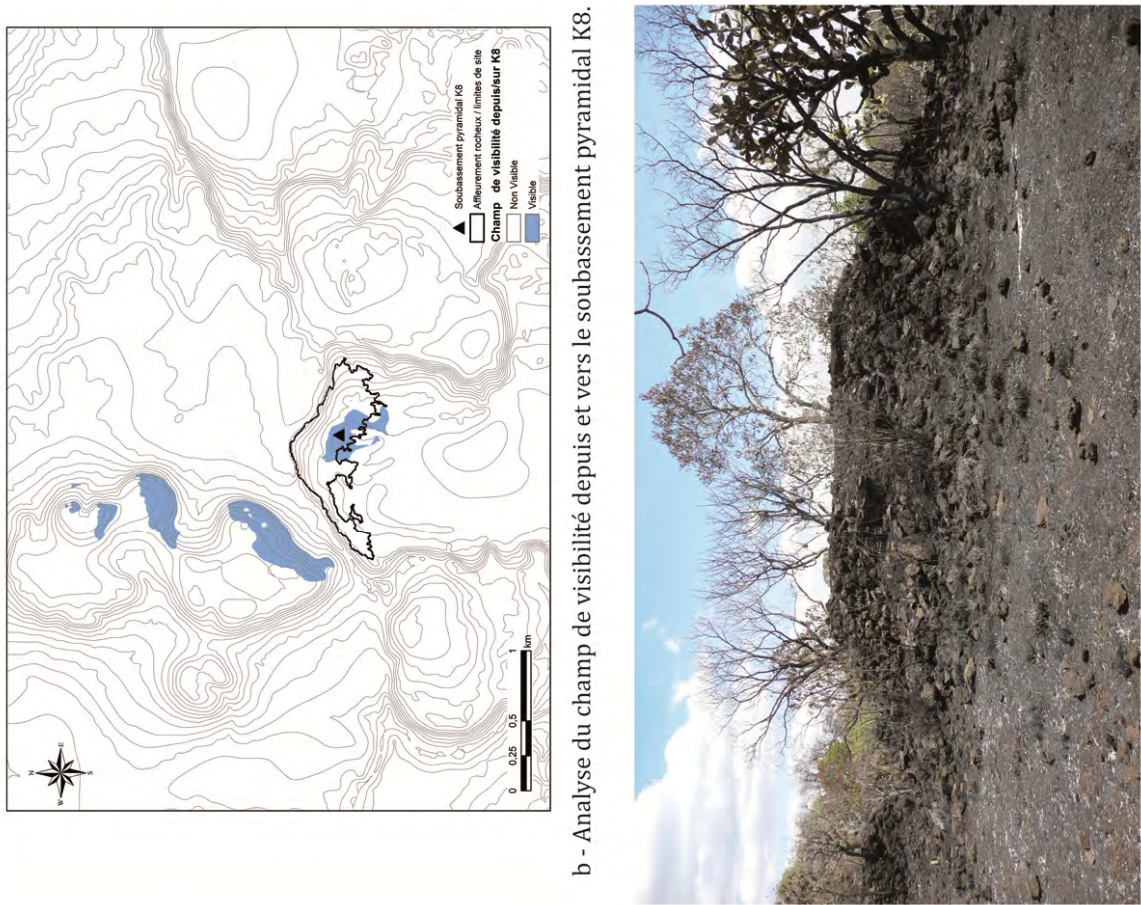 N
W
E
S
0
0,25
0,5
1
km
Soubassement pyramidal K8
Affleurement rocheux / limites de site
Champ de visibilité depuis/sur K8
Non Visible
Visible
b - Analyse du champ de visibilité depuis et vers le soubassement pyramidal K8.